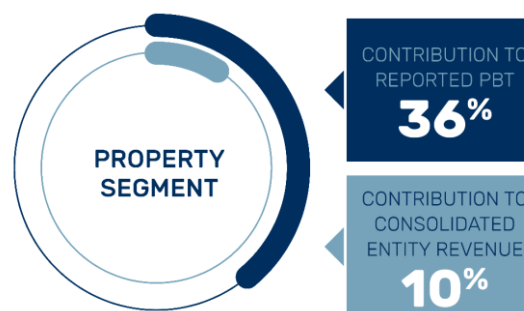 PROPERTY
SEGMENT
CONTRIBUTION TO
REPORTED PBT
36%
CONTRIBUTION TO
CONSOLIDATED
ENTITY REVENUE
10%